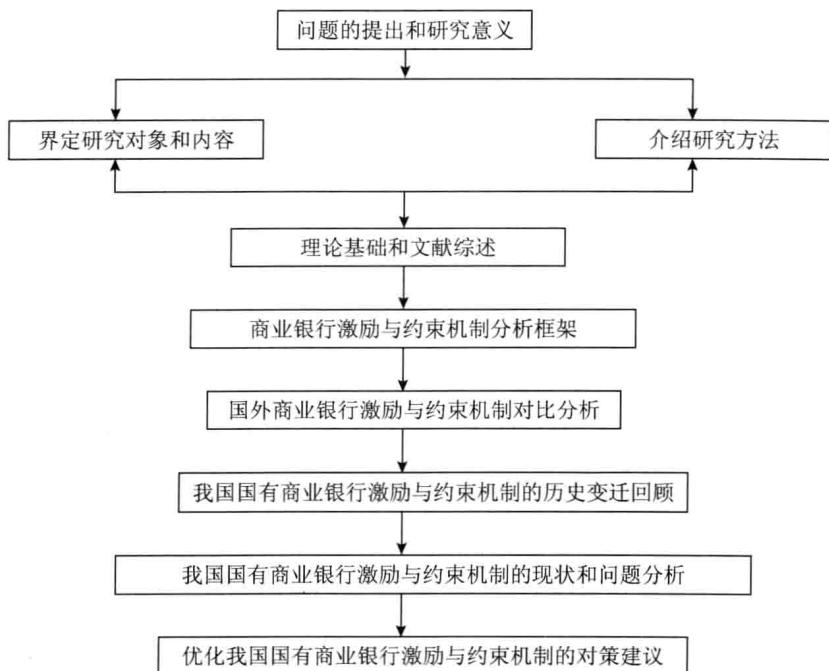 问题的提出和研究意义
界定研究对象和内容
介绍研究方法
理论基础和文献综述
商业银行激励与约束机制分析框架
国外商业银行激励与约束机制对比分析
我国国有商业银行激励与约束机制的历史变迁回顾
我国国有商业银行激励与约束机制的现状和问题分析
优化我国国有商业银行激励与约束机制的对策建议